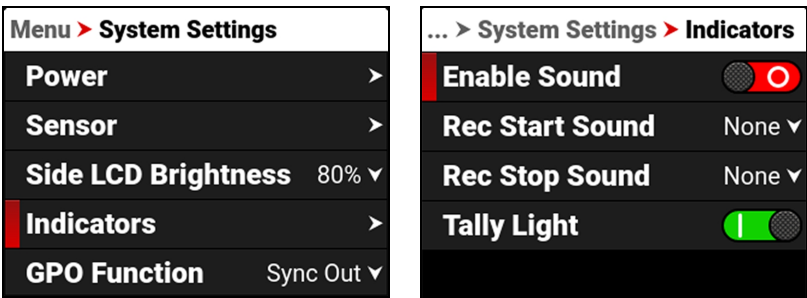 Menu ➤ System Settings
Power
Sensor
Side LCD Brightness 80%
Indicators
GPO Function Sync Out
... ➤ System Settings ➤ Indicators
Enable Sound
Rec Start Sound None
Rec Stop Sound None
Tally Light